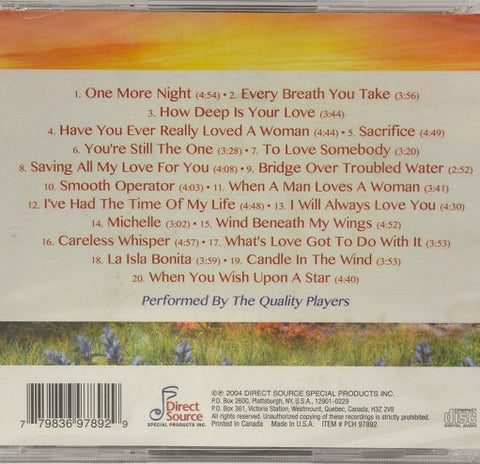 1. One More Night (4:54) • 2. Every Breath You Take (3:56)
3. How Deep Is Your Love (3:44)
4. Have You Ever Really Loved A Woman (4:44) • 5. Sacrifice (4:49)
6. You're Still The One (3:28) • 7. To Love Somebody (3:20)
8. Saving All My Love For You (4:08) • 9. Bridge Over Troubled Water (2:52)
10. Smooth Operator (4:03) • 11. When A Man Loves A Woman (3:41)
12. I've Had The Time Of My Life (4:48) • 13. I Will Always Love You (4:30)
14. Michelle (3:02) • 15. Wind Beneath My Wings (4:52)
16. Careless Whisper (4:57) • 17. What's Love Got To Do With It (3:53)
18. La Isla Bonita (3:59) • 19. Candle In The Wind (3:53)
20. When You Wish Upon A Star (4:40)
Performed By The Quality Players
7 79836 97892 9
Direct
Source
SPECIAL PRODUCTS INC.
©℗ 2004 DIRECT SOURCE SPECIAL PRODUCTS INC.
P.O. Box 2600, Plattsburgh, N.Y., U.S.A., 12901-0229
P.O. Box 361, Victoria Station, Westmount, Quebec, Canada, H3Z 2V8
All rights reserved. Unauthorized copying of these recordings is strictly prohibited.
Printed In Canada Made In U.S.A. ITEM # PCH 97892
COMPACT
disc
DIGITAL AUDIO